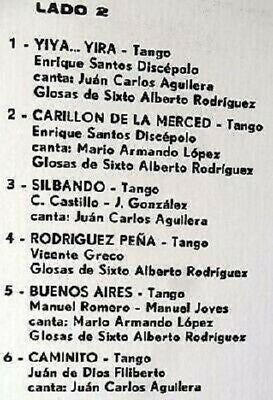 LADO 2
1 - YIYA... YIRA - Tango
Enrique Santos Discépolo
canta: Juán Carlos Aguilera
Glosas de Sixto Alberto Rodríguez
2 - CARILLON DE LA MERCED - Tango
Enrique Santos Discépolo
canta: Mario Armando López
Glosas de Sixto Alberto Rodríguez
3 - SILBANDO - Tango
C. Castillo - J. González
canta: Juán Carlos Aguilera
4 - RODRIGUEZ PEÑA - Tango
Vicente Greco
Glosas de Sixto Alberto Rodríguez
5 - BUENOS AIRES - Tango
Manuel Romero - Manuel Joves
canta: Mario Armando López
Glosas de Sixto Alberto Rodríguez
6 - CAMINITO - Tango
Juán de Dios Filiberto
canta: Juán Carlos Aguilera